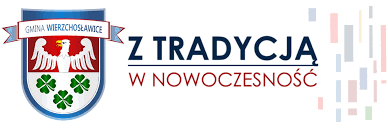 GMINA WIERZCHOSŁAWICE
Z TRADYCJĄ
W NOWOCZESNOŚĆ